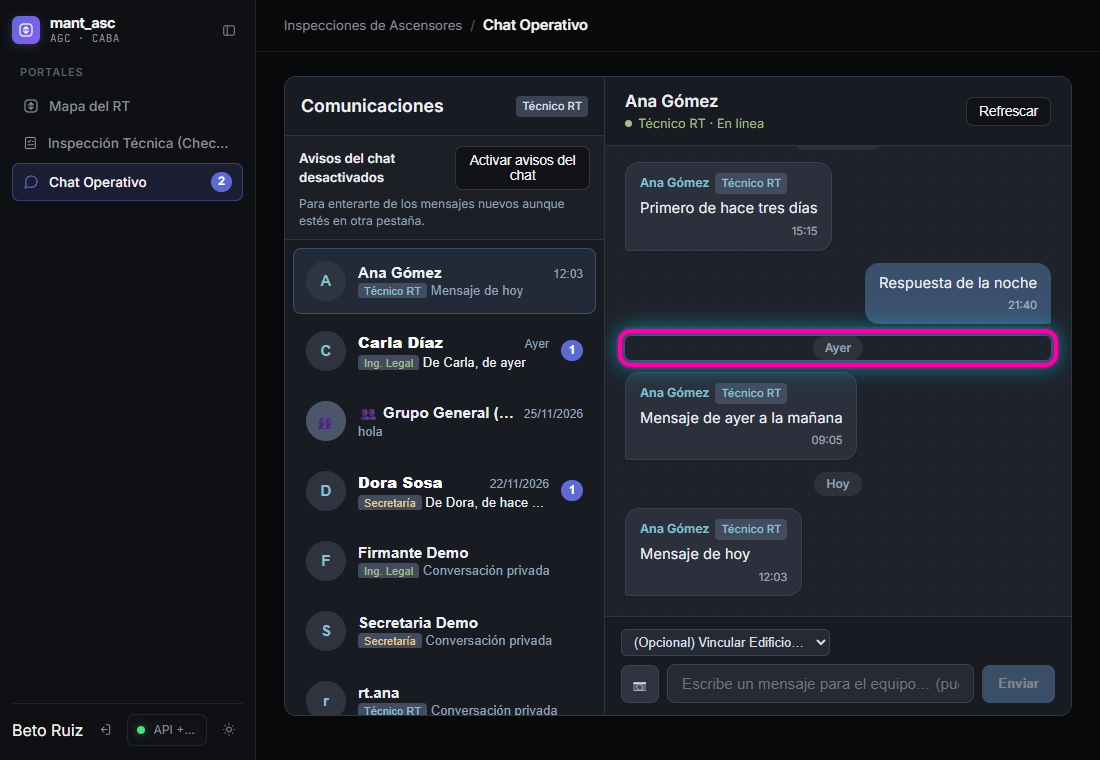 mant_asc
AGC · CABA
PORTALES
Mapa del RT
Inspección Técnica (Chec...
Chat Operativo
2
Beto Ruiz
API +...
Inspecciones de Ascensores / Chat Operativo
Comunicaciones
Técnico RT
Avisos del chat
desactivados
Activar avisos del
chat
Para enterarte de los mensajes nuevos aunque
estés en otra pestaña.
A
Ana Gómez
12:03
Técnico RT Mensaje de hoy
C
Carla Díaz
Ayer
1
Ing. Legal De Carla, de ayer
Grupo General (...
25/11/2026
hola
D
Dora Sosa
22/11/2026
1
Secretaría De Dora, de hace ...
F
Firmante Demo
Ing. Legal Conversación privada
S
Secretaria Demo
Secretaría Conversación privada
r
rt.ana
Técnico RT Conversación privada
Ana Gómez
Técnico RT · En línea
Refrescar
Ana Gómez Técnico RT
Primero de hace tres días
15:15
Respuesta de la noche
21:40
Ayer
Ana Gómez Técnico RT
Mensaje de ayer a la mañana
09:05
Hoy
Ana Gómez Técnico RT
Mensaje de hoy
12:03
(Opcional) Vincular Edificio...
Escribe un mensaje para el equipo... (pu
Enviar